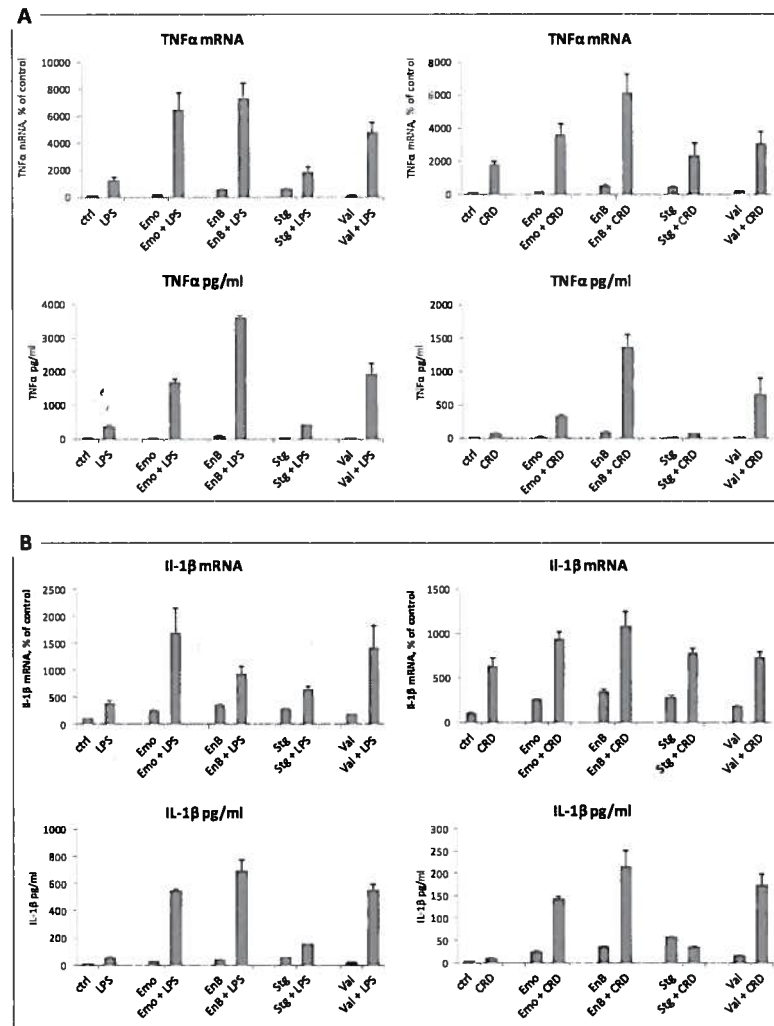 A
TNFα mRNA
TNFα mRNA, % of control
10000
8000
6000
4000
2000
0
ctrl
LPS
Emo
Emo + LPS
EnB
EnB + LPS
Stg
Stg + LPS
Val
Val + LPS
TNFα mRNA
TNFα mRNA, % of control
8000
6000
4000
2000
0
ctrl
CRD
Emo
Emo + CRD
EnB
EnB + CRD
Stg
Stg + CRD
Val
Val + CRD
TNFα pg/ml
TNFα pg/ml
4000
3000
2000
1000
0
ctrl
LPS
Emo
Emo + LPS
EnB
EnB + LPS
Stg
Stg + LPS
Val
Val + LPS
TNFα pg/ml
TNFα pg/ml
2000
1500
1000
500
0
ctrl
CRD
Emo
Emo + CRD
EnB
EnB + CRD
Stg
Stg + CRD
Val
Val + CRD
B
Il-1β mRNA
Il-1β mRNA, % of control
2500
2000
1500
1000
500
0
ctrl
LPS
Emo
Emo + LPS
EnB
EnB + LPS
Stg
Stg + LPS
Val
Val + LPS
Il-1β mRNA
Il-1β mRNA, % of control
1500
1000
500
0
ctrl
CRD
Emo
Emo + CRD
EnB
EnB + CRD
Stg
Stg + CRD
Val
Val + CRD
IL-1β pg/ml
IL-1β pg/ml
1000
800
600
400
200
0
ctrl
LPS
Emo
Emo + LPS
EnB
EnB + LPS
Stg
Stg + LPS
Val
Val + LPS
IL-1β pg/ml
IL-1β pg/ml
300
250
200
150
100
50
0
ctrl
CRD
Emo
Emo + CRD
EnB
EnB + CRD
Stg
Stg + CRD
Val
Val + CRD